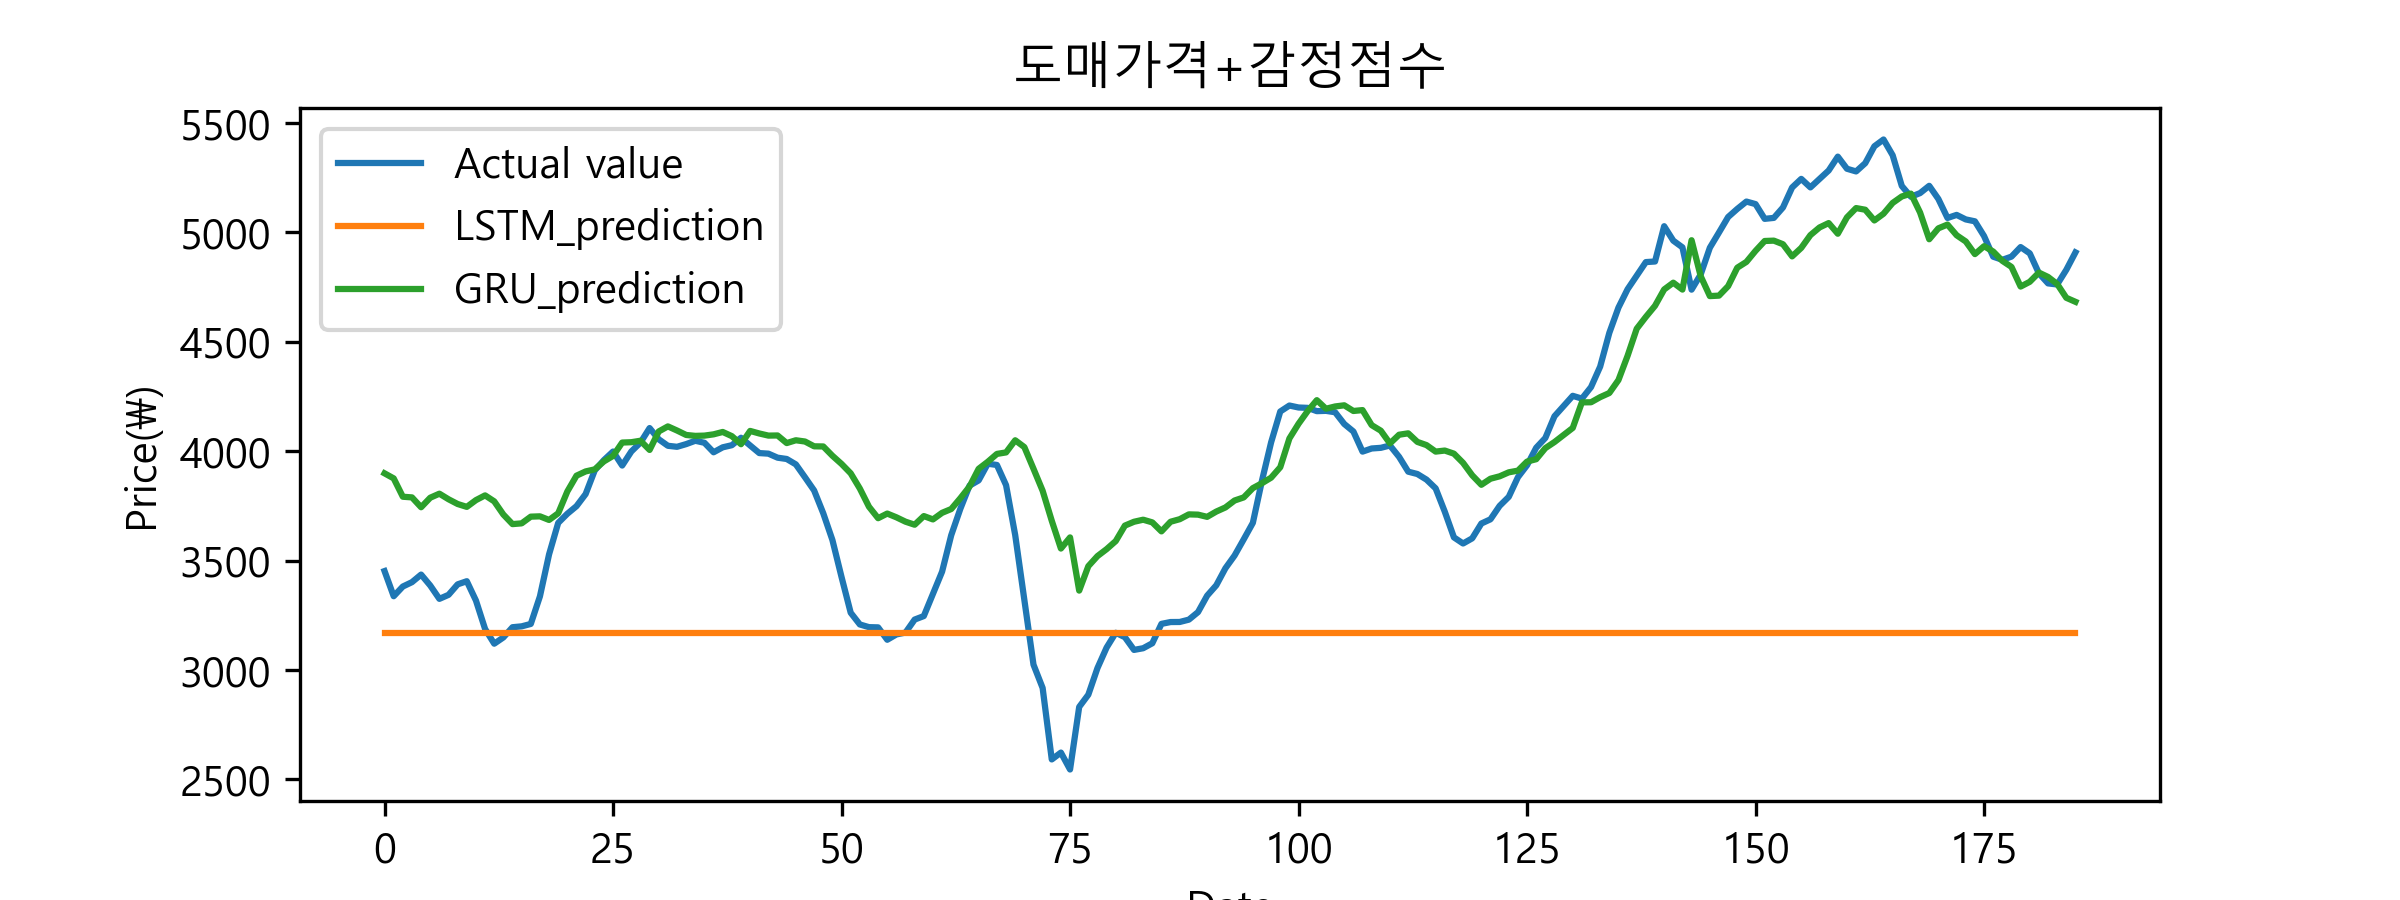 도매가격+감정점수
Actual value
LSTM_prediction
GRU_prediction
Price(₩)
5500
5000
4500
4000
3500
3000
2500
0 25 50 75 100 125 150 175
Date